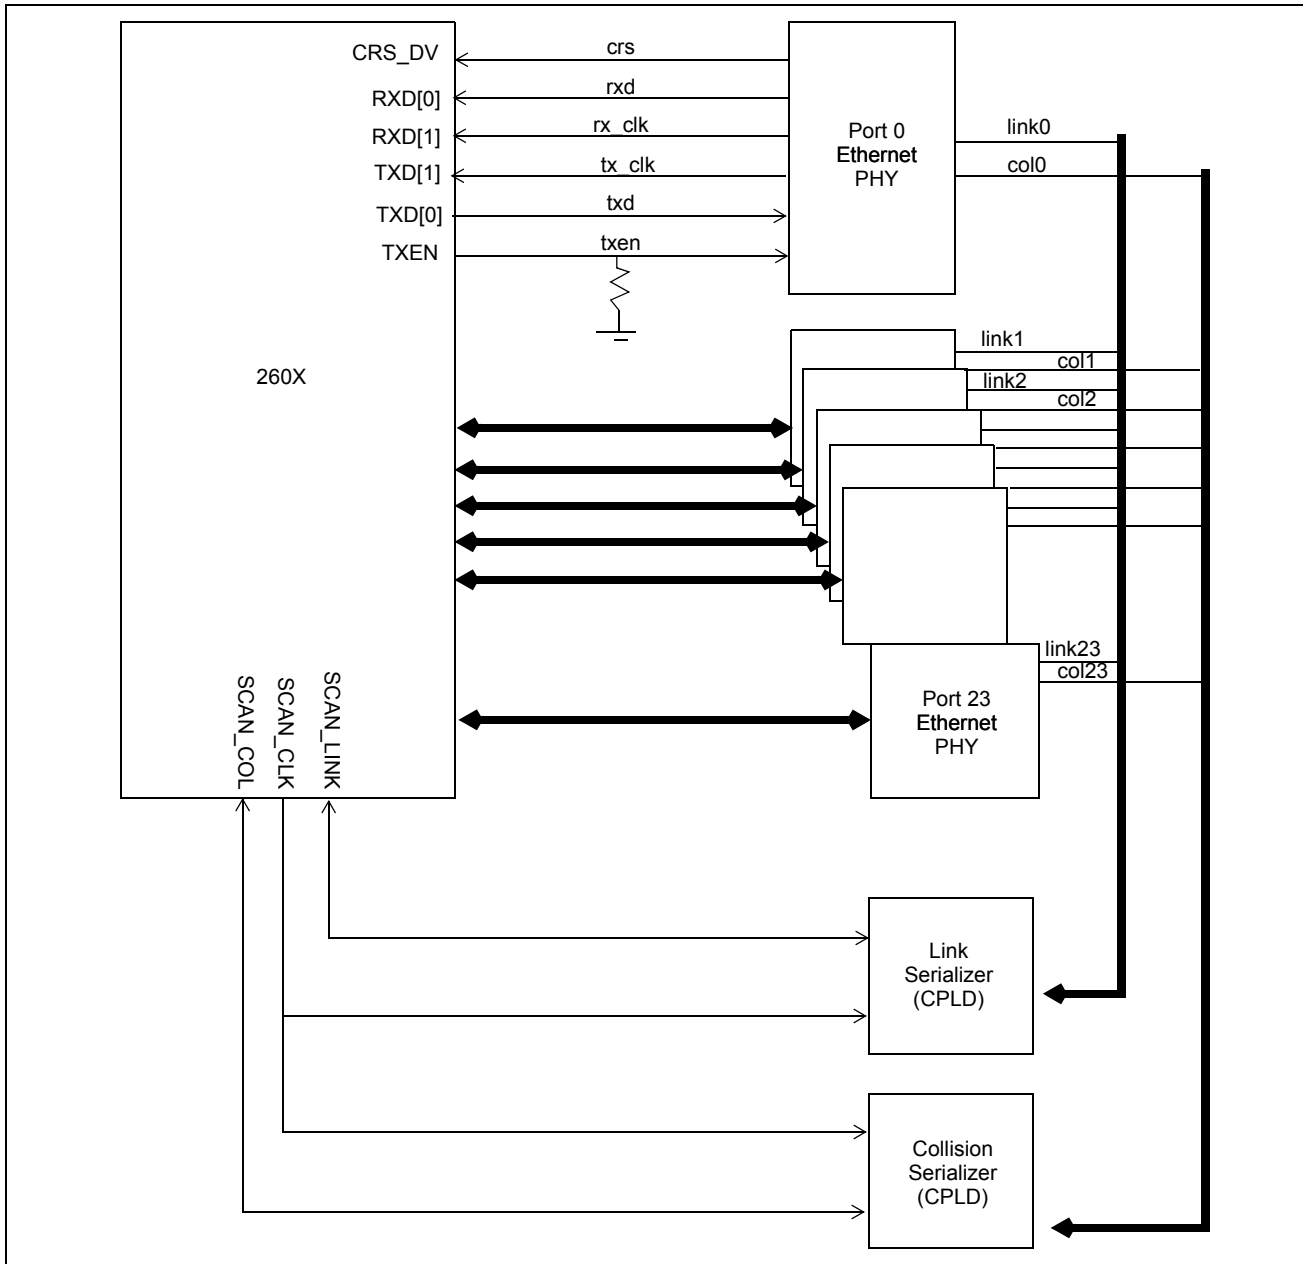 CRS_DV
crs
RXD[0]
rxd
RXD[1]
rx_clk
TXD[1]
tx_clk
TXD[0]
txd
TXEN
txen
Port 0
Ethernet
PHY
link0
col0
260X
link1
col1
link2
col2
link23
col23
Port 23
Ethernet
PHY
SCAN_COL
SCAN_CLK
SCAN_LINK
Link
Serializer
(CPLD)
Collision
Serializer
(CPLD)